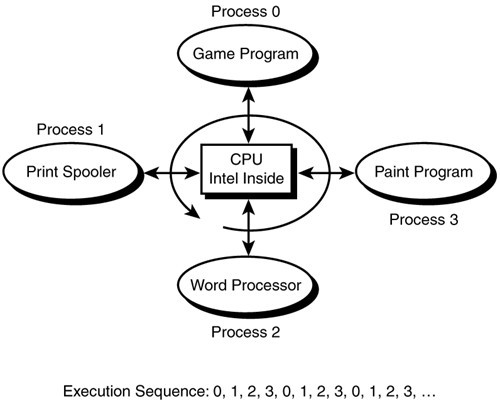 Process 0
Game Program
Process 1
Print Spooler
CPU
Intel Inside
Paint Program
Process 3
Word Processor
Process 2
Execution Sequence: 0, 1, 2, 3, 0, 1, 2, 3, 0, 1, 2, 3, …